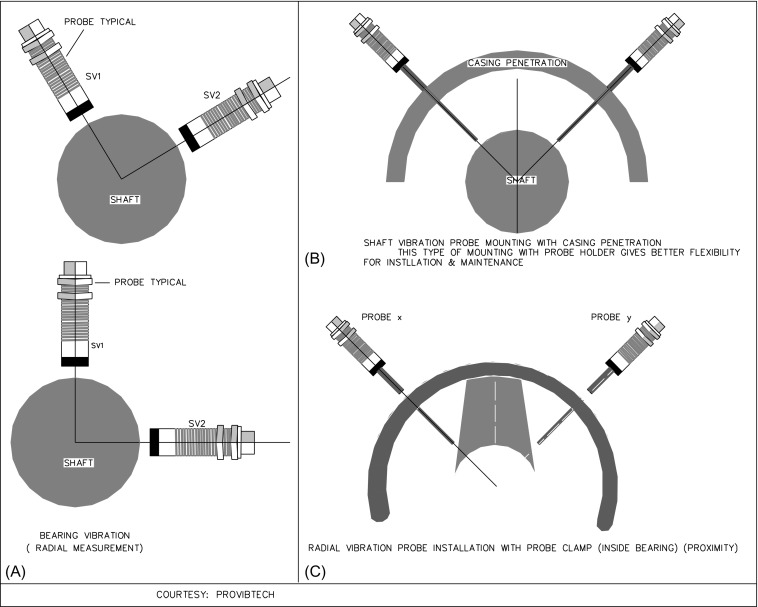 PROBE TYPICAL
SV1
SV2
SHAFT
PROBE TYPICAL
SV1
SV2
SHAFT
BEARING VIBRATION
( RADIAL MEASUREMENT)
(A)
CASING PENETRATION
SHAFT
SHAFT VIBRATION PROBE MOUNTING WITH CASING PENETRATION
THIS TYPE OF MOUNTING WITH PROBE HOLDER GIVES BETTER FLEXIBILITY
FOR INSTLLATION & MAINTENANCE
(B)
PROBE x
PROBE y
RADIAL VIBRATION PROBE INSTALLATION WITH PROBE CLAMP (INSIDE BEARING) (PROXIMITY)
(C)
COURTESY: PROVIBTECH